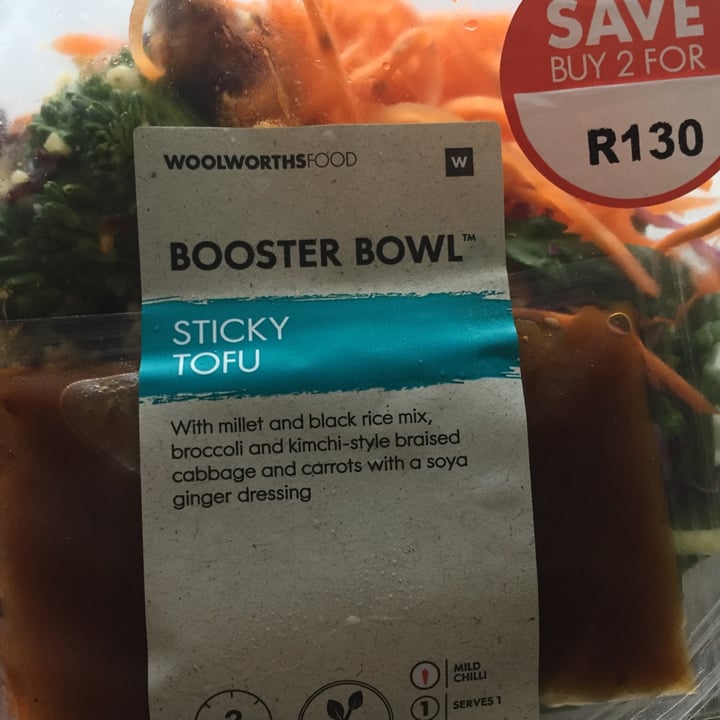 SAVE
BUY 2 FOR
R130
WOOLWORTHSFOOD
W
BOOSTER BOWL™
STICKY
TOFU
With millet and black rice mix,
broccoli and kimchi-style braised
cabbage and carrots with a soya
ginger dressing
MILD
CHILLI
1
SERVES 1